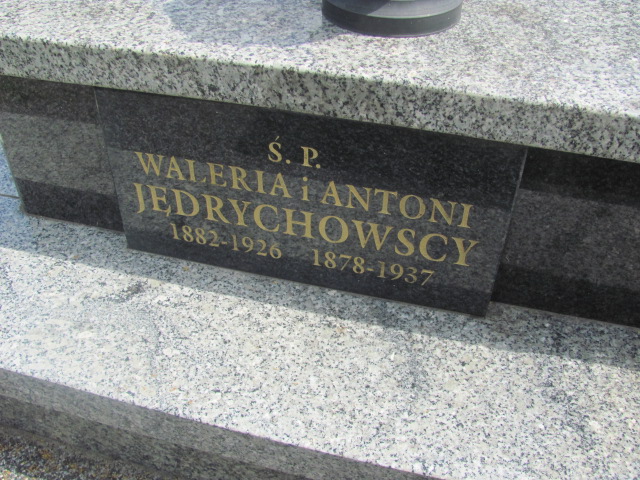 Ś. P.
WALERIA i ANTONI
JĘDRYCHOWSCY
1882-1926 1878-1937